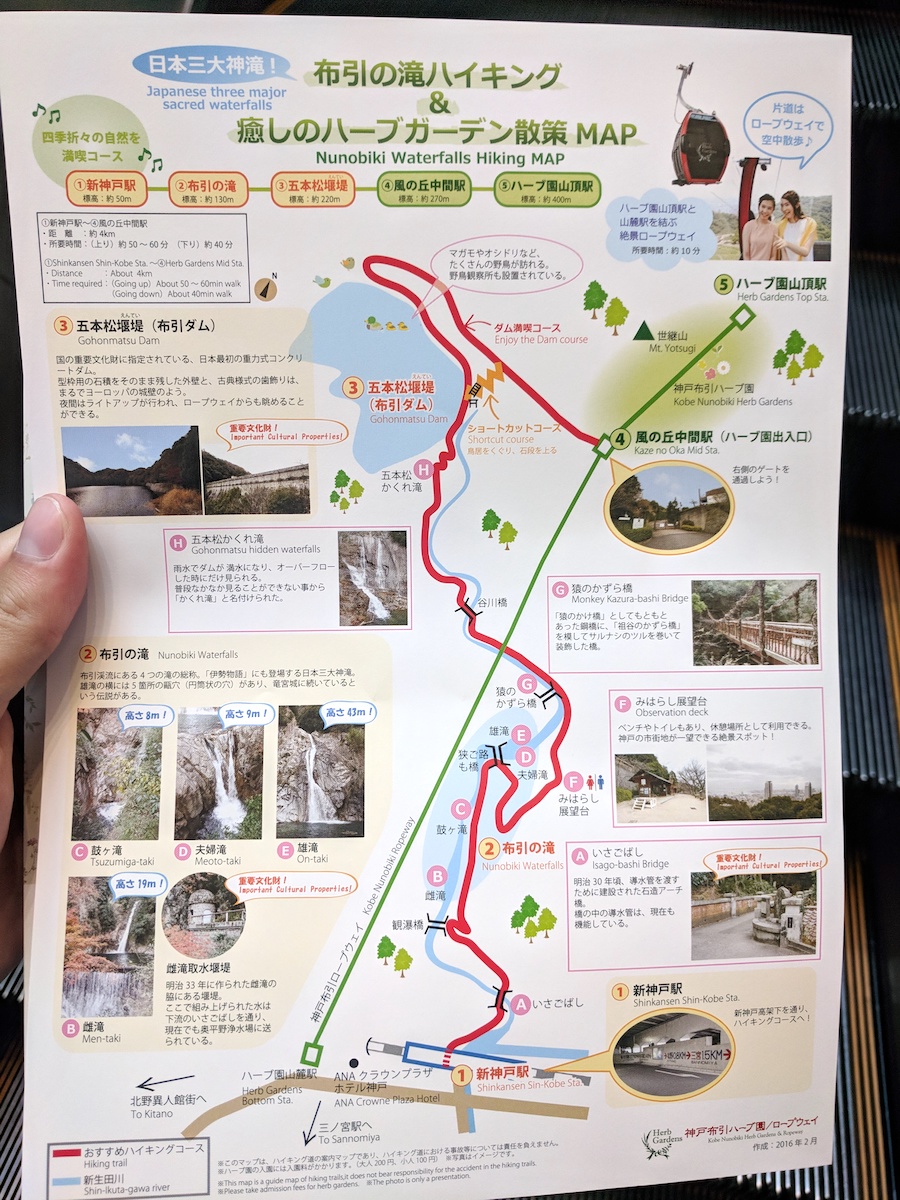 日本三大神滝！
Japanese three major
sacred waterfalls
布引の滝ハイキング
&
癒しのハーブガーデン散策 MAP
Nunobiki Waterfalls Hiking MAP
四季折々の自然を
満喫コース
片道は
ロープウェイで
空中散歩♪
①新神戸駅
標高：約 50m
②布引の滝
標高：約 130m
③五本松堰堤
標高：約 220m
④風の丘中間駅
標高：約 270m
⑤ハーブ園山頂駅
標高：約 400m
ハーブ園山頂駅と
山麓駅を結ぶ
絶景ロープウェイ
所要時間：約 10 分
①新神戸駅～④風の丘中間駅
・距　離　：約 4km
・所要時間：（上り）約 50 ～ 60 分　（下り）約 40 分
①Shinkansen Shin-Kobe Sta. ～④Herb Gardens Mid Sta.
・Distance　　：About 4km
・Time required：（Going up）About 50 ～ 60min walk
（Going down）About 40min walk
N
マガモやオシドリなど、
たくさんの野鳥が訪れる。
野鳥観察所も設置されている。
⑤ ハーブ園山頂駅
Herb Gardens Top Sta.
ダム満喫コース
Enjoy the Dam course
世継山
Mt. Yotsugi
神戸布引ハーブ園
Kobe Nunobiki Herb Gardens
③ 五本松堰堤（布引ダム）
えんてい
Gohonmatsu Dam
国の重要文化財に指定されている、日本最初の重力式コンクリ
ートダム。
型枠用の石積をそのまま残した外壁と、古典様式の歯飾りは、
まるでヨーロッパの城壁のよう。
夜間はライトアップが行われ、ロープウェイからも眺めること
ができる。
重要文化財！
Important Cultural Properties!
えんてい
③ 五本松堰堤
（布引ダム）
Gohonmatsu Dam
ショートカットコース
Shortcut course
鳥居をくぐり、石段を上る
④ 風の丘中間駅（ハーブ園出入口）
Kaze no Oka Mid Sta.
右側のゲートを
通過しよう！
五本松
かくれ滝
H
H 五本松かくれ滝
Gohonmatsu hidden waterfalls
雨水でダムが 満水になり、オーバーフロー
した時にだけ見られる。
普段なかなか見ることができない事から
「かくれ滝」と名付けられた。
谷川橋
G 猿のかずら橋
Monkey Kazura-bashi Bridge
「猿のかけ橋」としてもともと
あった鋼橋に、「祖谷のかずら橋」
を模してサルナシのツルを巻いて
装飾した橋。
② 布引の滝　Nunobiki Waterfalls
布引渓流にある 4 つの滝の総称。「伊勢物語」にも登場する日本三大神滝。
雄滝の横には 5 箇所の甌穴（円筒状の穴）があり、竜宮城に続いていると
いう伝説がある。
高さ 8m！
高さ 9m！
高さ 43m！
C 鼓ヶ滝
Tsuzumiga-taki
D 夫婦滝
Meoto-taki
E 雄滝
On-taki
高さ 19m！
重要文化財！
Important Cultural Properties!
B 雌滝
Men-taki
雌滝取水堰堤
明治 33 年に作られた雌滝の
脇にある堰堤。
ここで組み上げられた水は
下流のいさごばしを通り、
現在でも奥平野浄水場に送
られている。
G
猿の
かずら橋
雄滝
E
狭ご路
も橋
D
夫婦滝
C
鼓ヶ滝
B
雌滝
F
みはらし
展望台
② 布引の滝
Nunobiki Waterfalls
観瀑橋
A いさごばし
F みはらし展望台
Observation deck
ベンチやトイレもあり、休憩場所として利用できる。
神戸の市街地が一望できる絶景スポット！
A いさごばし
Isago-bashi Bridge
明治 30 年頃、導水管を渡す
ために建設された石造アーチ
橋。
橋の中の導水管は、現在も
機能している。
重要文化財！
Important Cultural Properties!
神戸布引ロープウェイ　Kobe Nunobiki Ropeway
① 新神戸駅
Shinkansen Shin-Kobe Sta.
新神戸高架下を通り、
ハイキングコースへ！
ハーブ園山麓駅
Herb Gardens
Bottom Sta.
ANA クラウンプラザ
ホテル神戸
ANA Crowne Plaza Hotel
① 新神戸駅
Shinkansen Sin-Kobe Sta.
北野異人館街へ
To Kitano
三ノ宮駅へ
To Sannomiya
おすすめハイキングコース
Hiking trail
新生田川
Shin-Ikuta-gawa river
※このマップは、ハイキング道の案内マップであり、ハイキング道における事故等については責任を負えません。
※ハーブ園の入園には入園料がかかります。（大人 200 円、小人 100 円）　※写真はイメージです。
※This map is a guide map of hiking trails,it does not bear responsibility for the accident in the hiking trails.
※Please take admission fees for herb gardens.　※The photo is only a presentation.
Herb
Gardens
神戸布引ハーブ園/ロープウェイ
Kobe Nunobiki Herb Gardens & Ropeway
作成：2016 年 2 月